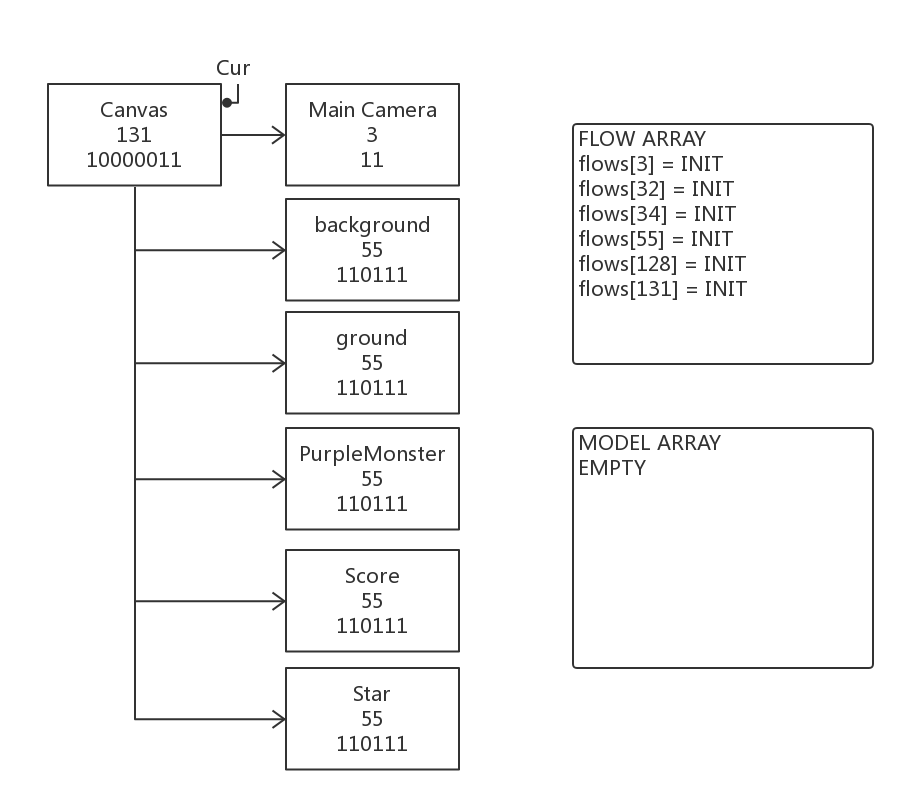 Cur
Canvas
131
10000011
Main Camera
3
11
background
55
110111
ground
55
110111
PurpleMonster
55
110111
Score
55
110111
Star
55
110111
FLOW ARRAY
flows[3] = INIT
flows[32] = INIT
flows[34] = INIT
flows[55] = INIT
flows[128] = INIT
flows[131] = INIT
MODEL ARRAY
EMPTY